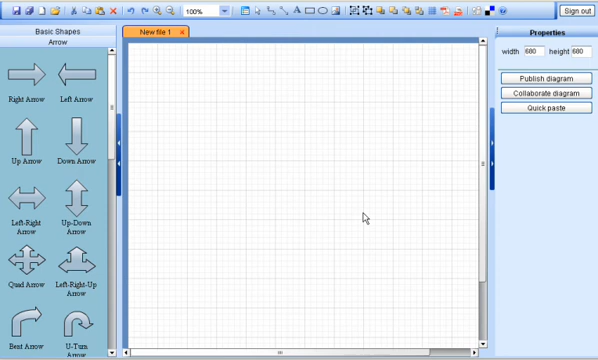 100%
Sign out
Basic Shapes
Arrow
Right Arrow
Left Arrow
Up Arrow
Down Arrow
Left-Right
Arrow
Up-Down
Arrow
Quad Arrow
Left-Right-Up
Arrow
Bent Arrow
U-Turn
Arrow
New file 1
Properties
width 680 height 680
Publish diagram
Collaborate diagram
Quick paste